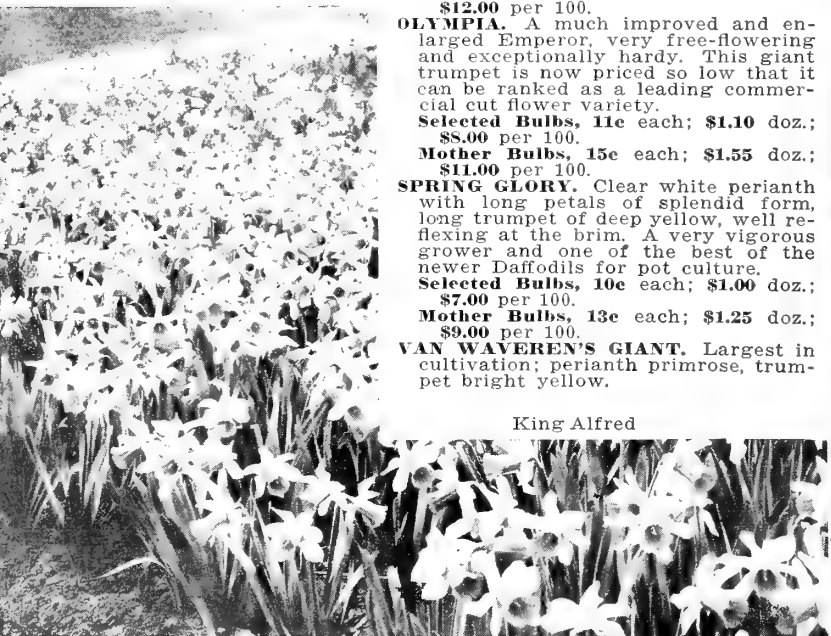 $12.00 per 100.
OLYMPIA. A much improved and en-
larged Emperor, very free-flowering
and exceptionally hardy. This giant
trumpet is now priced so low that it
can be ranked as a leading commer-
cial cut flower variety.
Selected Bulbs, 11c each; $1.10 doz.;
$8.00 per 100.
Mother Bulbs, 15c each; $1.55 doz.;
$11.00 per 100.
SPRING GLORY. Clear white perianth
with long petals of splendid form,
long trumpet of deep yellow, well re-
flexing at the brim. A very vigorous
grower and one of the best of the
newer Daffodils for pot culture.
Selected Bulbs, 10c each; $1.00 doz.;
$7.00 per 100.
Mother Bulbs, 13c each; $1.25 doz.;
$9.00 per 100.
VAN WAVEREN'S GIANT. Largest in
cultivation; perianth primrose, trum-
pet bright yellow.
King Alfred